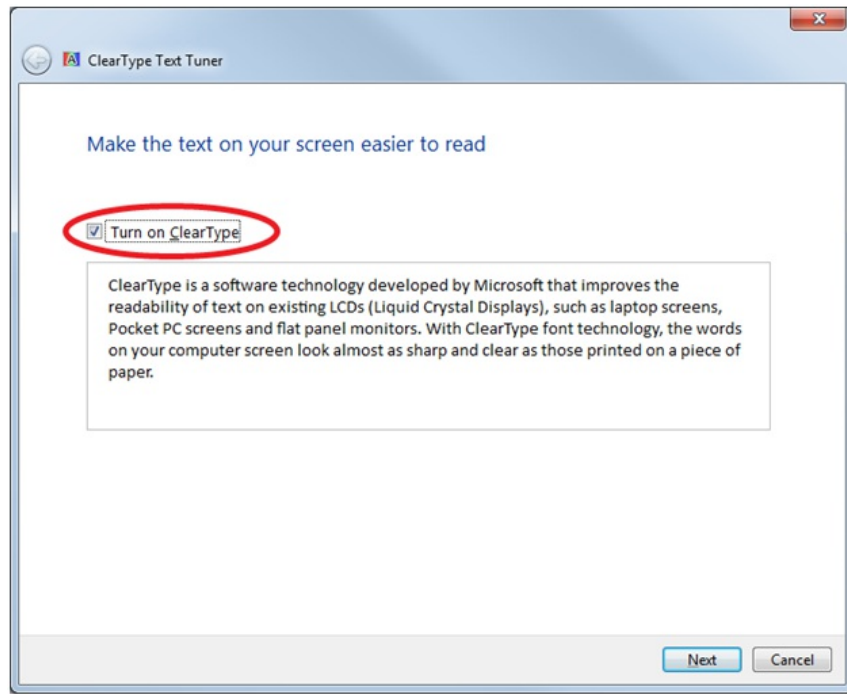 ClearType Text Tuner
Make the text on your screen easier to read
Turn on ClearType
ClearType is a software technology developed by Microsoft that improves the
readability of text on existing LCDs (Liquid Crystal Displays), such as laptop screens,
Pocket PC screens and flat panel monitors. With ClearType font technology, the words
on your computer screen look almost as sharp and clear as those printed on a piece of
paper.
Next Cancel